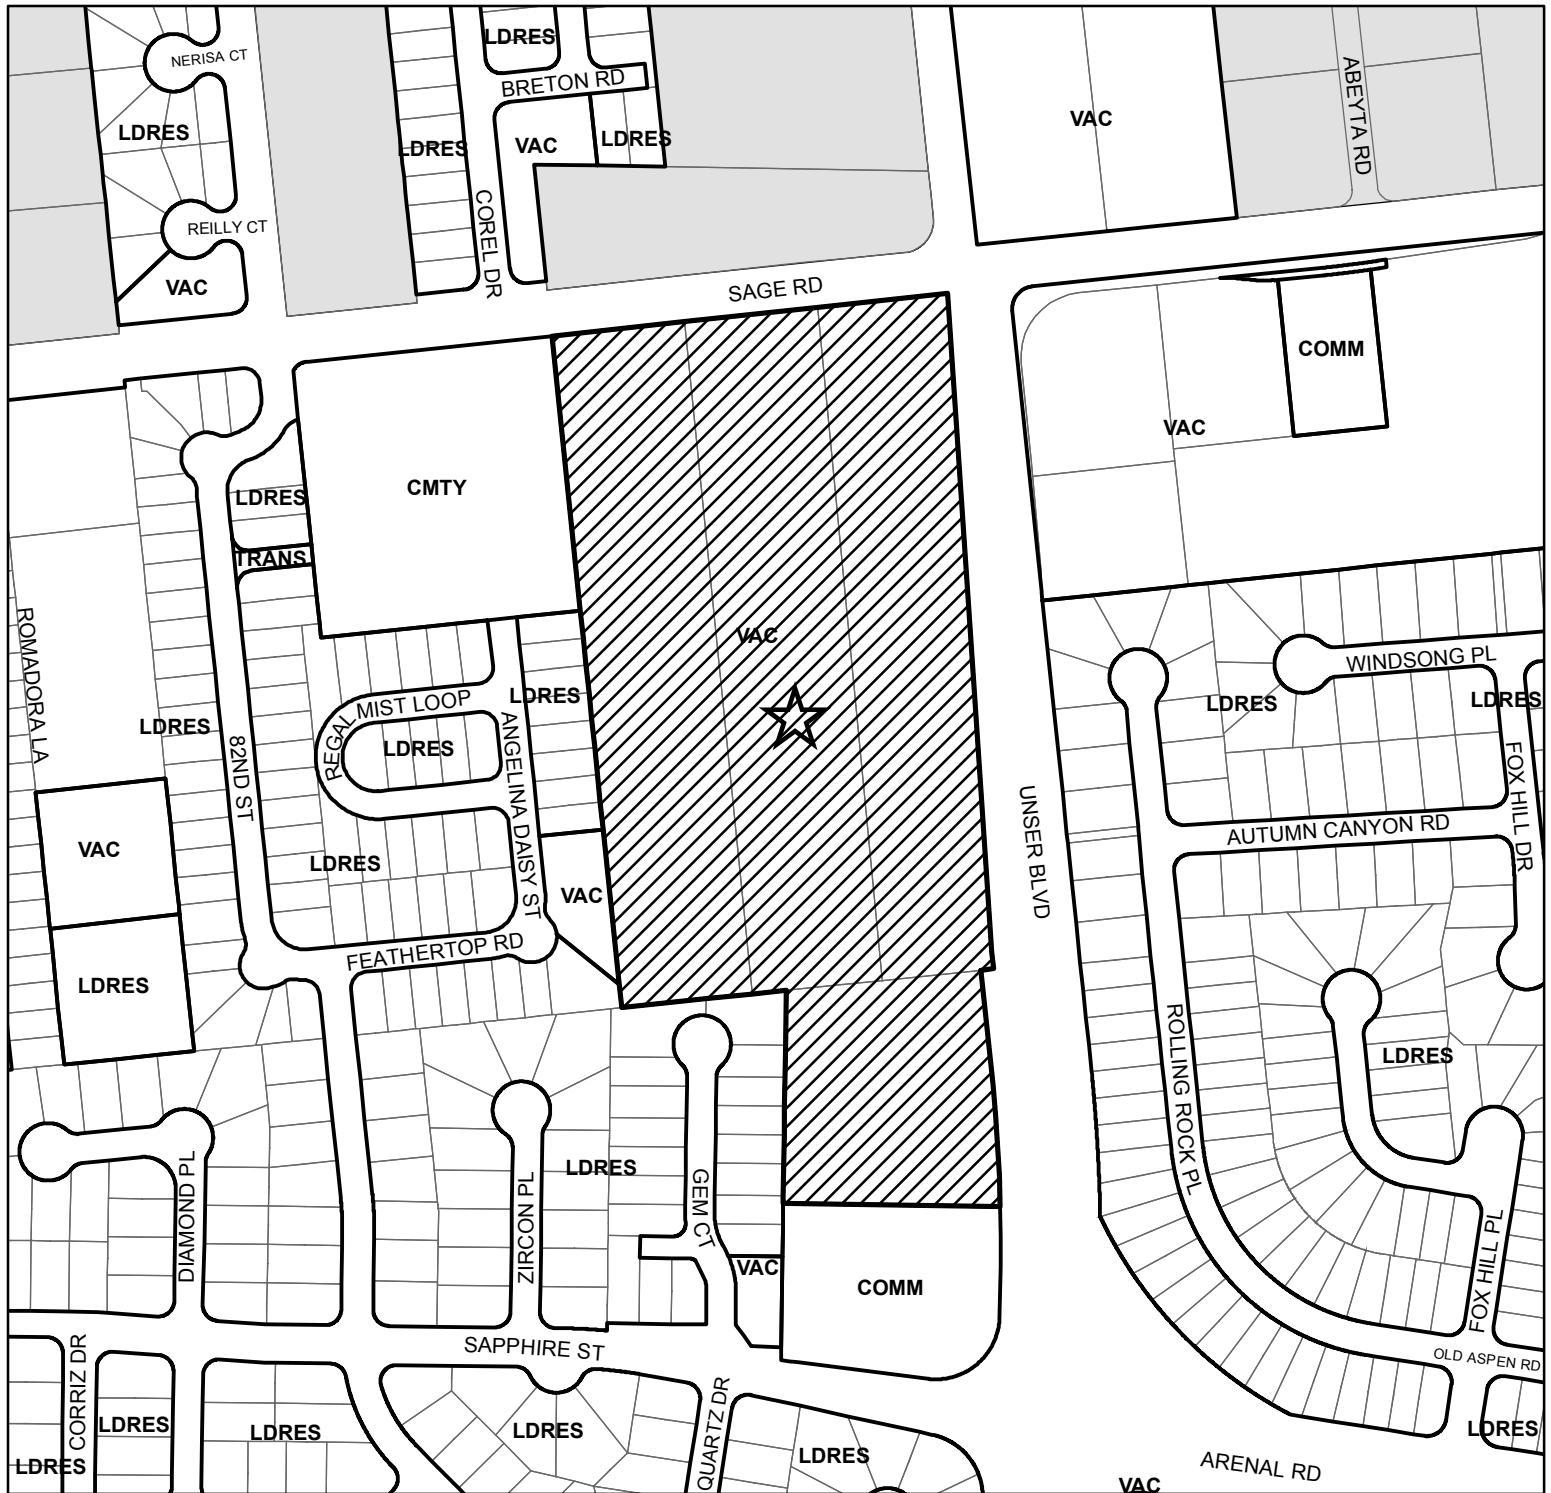 NERISA CT
LDRES
BRETON RD
LDRES
LDRES
VAC
LDRES
VAC
ABEYTA RD
COREL DR
REILLY CT
VAC
SAGE RD
COMM
VAC
CMTY
LDRES
TRANS
VAC
ROMADORA LA
LDRES
82ND ST
REGAL MIST LOOP
LDRES
LDRES
ANGELINA DAISY ST
LDRES
VAC
FEATHERTOP RD
UNSER BLVD
WINDSONG PL
LDRES
LDRES
FOX HILL DR
AUTUMN CANYON RD
VAC
LDRES
ROLLING ROCK PL
LDRES
DIAMOND PL
ZIRCON PL
LDRES
GEM CT
VAC
COMM
FOX HILL PL
OLD ASPEN RD
SAPPHIRE ST
CORRIZ DR
LDRES
LDRES
LDRES
LDRES
QUARTZ DR
LDRES
LDRES
ARENAL RD
VAC